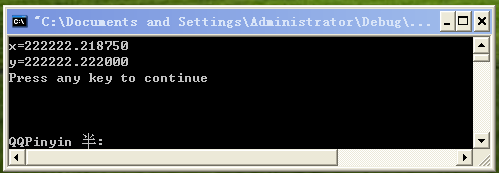 "C:\Documents and Settings\Administrator\Debug\...
x=222222.218750
y=222222.222000
Press any key to continue
QQPinyin 半: